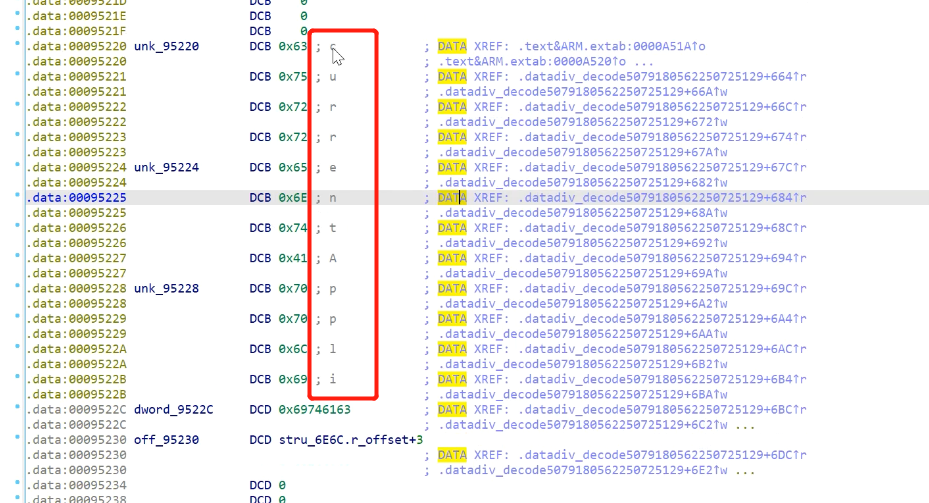 .data:0009521D DCB 0
.data:0009521E DCB 0
.data:0009521F DCB 0
.data:00095220 unk_95220 DCB 0x63 ; c ; DATA XREF: .text&ARM.extab:0000A51A↑o
.data:00095220 ; .text&ARM.extab:0000A520↑o ...
.data:00095221 DCB 0x75 ; u ; DATA XREF: .datadiv_decode5079180562250725129+664↑r
.data:00095221 ; .datadiv_decode5079180562250725129+66A↑w
.data:00095222 DCB 0x72 ; r ; DATA XREF: .datadiv_decode5079180562250725129+66C↑r
.data:00095222 ; .datadiv_decode5079180562250725129+672↑w
.data:00095223 DCB 0x72 ; r ; DATA XREF: .datadiv_decode5079180562250725129+674↑r
.data:00095223 ; .datadiv_decode5079180562250725129+67A↑w
.data:00095224 unk_95224 DCB 0x65 ; e ; DATA XREF: .datadiv_decode5079180562250725129+67C↑r
.data:00095224 ; .datadiv_decode5079180562250725129+682↑w
.data:00095225 DCB 0x6E ; n ; DATA XREF: .datadiv_decode5079180562250725129+684↑r
.data:00095225 ; .datadiv_decode5079180562250725129+68A↑w
.data:00095226 DCB 0x74 ; t ; DATA XREF: .datadiv_decode5079180562250725129+68C↑r
.data:00095226 ; .datadiv_decode5079180562250725129+692↑w
.data:00095227 DCB 0x41 ; A ; DATA XREF: .datadiv_decode5079180562250725129+694↑r
.data:00095227 ; .datadiv_decode5079180562250725129+69A↑w
.data:00095228 unk_95228 DCB 0x70 ; p ; DATA XREF: .datadiv_decode5079180562250725129+69C↑r
.data:00095228 ; .datadiv_decode5079180562250725129+6A2↑w
.data:00095229 DCB 0x70 ; p ; DATA XREF: .datadiv_decode5079180562250725129+6A4↑r
.data:00095229 ; .datadiv_decode5079180562250725129+6AA↑w
.data:0009522A DCB 0x6C ; l ; DATA XREF: .datadiv_decode5079180562250725129+6AC↑r
.data:0009522A ; .datadiv_decode5079180562250725129+6B2↑w
.data:0009522B DCB 0x69 ; i ; DATA XREF: .datadiv_decode5079180562250725129+6B4↑r
.data:0009522B ; .datadiv_decode5079180562250725129+6BA↑w
.data:0009522C dword_9522C DCD 0x69746163 ; DATA XREF: .datadiv_decode5079180562250725129+6BC↑r
.data:0009522C ; .datadiv_decode5079180562250725129+6C2↑w ...
.data:00095230 off_95230 DCD stru_6E6C.r_offset+3
.data:00095230 ; DATA XREF: .datadiv_decode5079180562250725129+6DC↑r
.data:00095230 ; .datadiv_decode5079180562250725129+6E2↑w ...
.data:00095234 DCD 0
.data:00095238 DCD 0